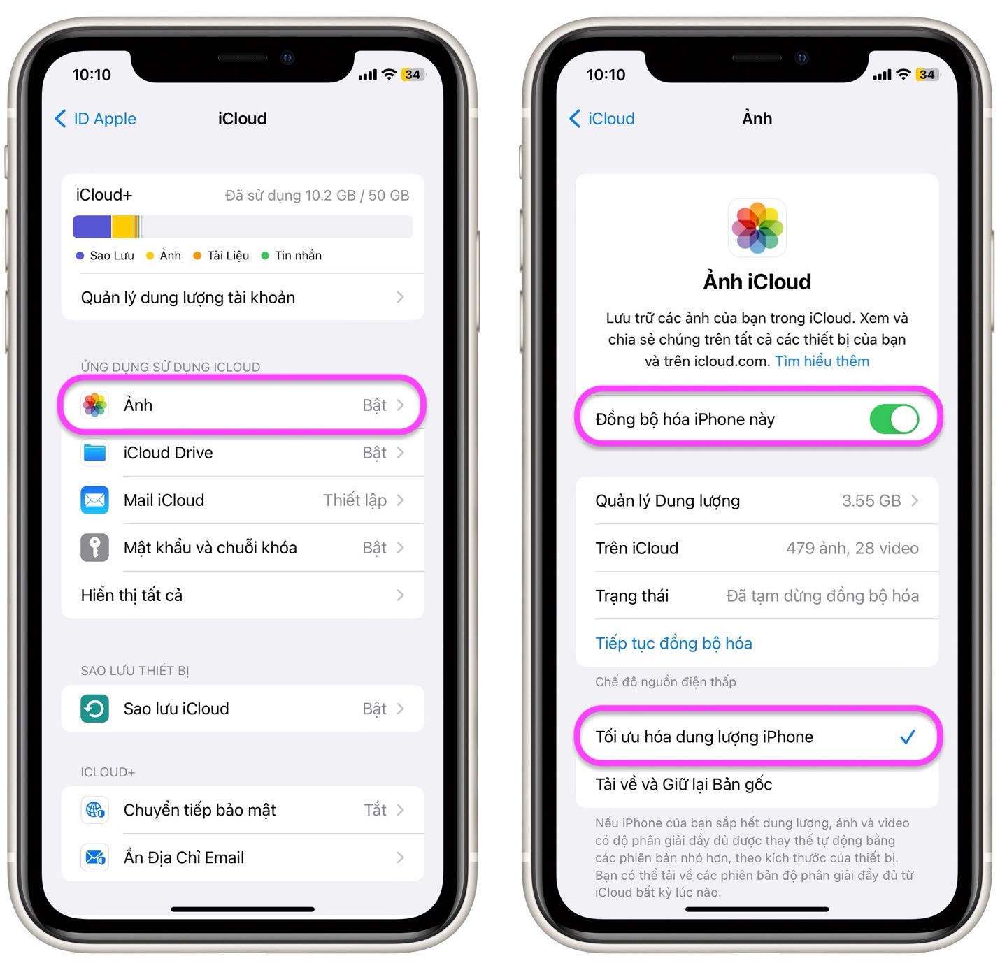 10:10
34
ID Apple
iCloud
iCloud+
Đã sử dụng 10.2 GB / 50 GB
Sao Lưu
Ảnh
Tài Liệu
Tin nhắn
Quản lý dung lượng tài khoản
ỨNG DỤNG SỬ DỤNG ICLOUD
Ảnh
Bật
iCloud Drive
Bật
Mail iCloud
Thiết lập
Mật khẩu và chuỗi khóa
Bật
Hiển thị tất cả
SAO LƯU THIẾT BỊ
Sao lưu iCloud
Bật
ICLOUD+
Chuyển tiếp bảo mật
Tắt
Ẩn Địa Chỉ Email
10:10
34
iCloud
Ảnh
Ảnh iCloud
Lưu trữ các ảnh của bạn trong iCloud. Xem và
chia sẻ chúng trên tất cả các thiết bị của bạn
và trên icloud.com. Tìm hiểu thêm
Đồng bộ hóa iPhone này
Quản lý Dung lượng
3.55 GB
Trên iCloud
479 ảnh, 28 video
Trạng thái
Đã tạm dừng đồng bộ hóa
Tiếp tục đồng bộ hóa
Chế độ nguồn điện thấp
Tối ưu hóa dung lượng iPhone
Tải về và Giữ lại Bản gốc
Nếu iPhone của bạn sắp hết dung lượng, ảnh và video
có độ phân giải đầy đủ được thay thế tự động bằng
các phiên bản nhỏ hơn, theo kích thước của thiết bị.
Bạn có thể tải về các phiên bản độ phân giải đầy đủ từ
iCloud bất kỳ lúc nào.